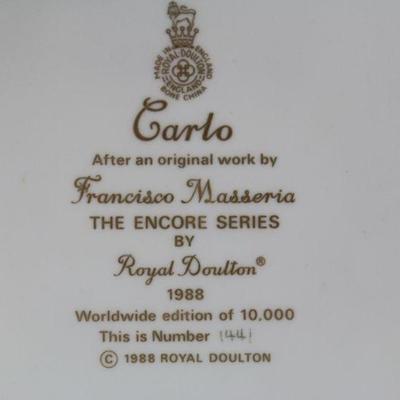 MADE IN ENGLAND
ROYAL DOULTON
ENGLAND
BONE CHINA
Carlo
After an original work by
Francisco Masseria
THE ENCORE SERIES
BY
Royal Doulton®
1988
Worldwide edition of 10,000
This is Number 1441
© 1988 ROYAL DOULTON